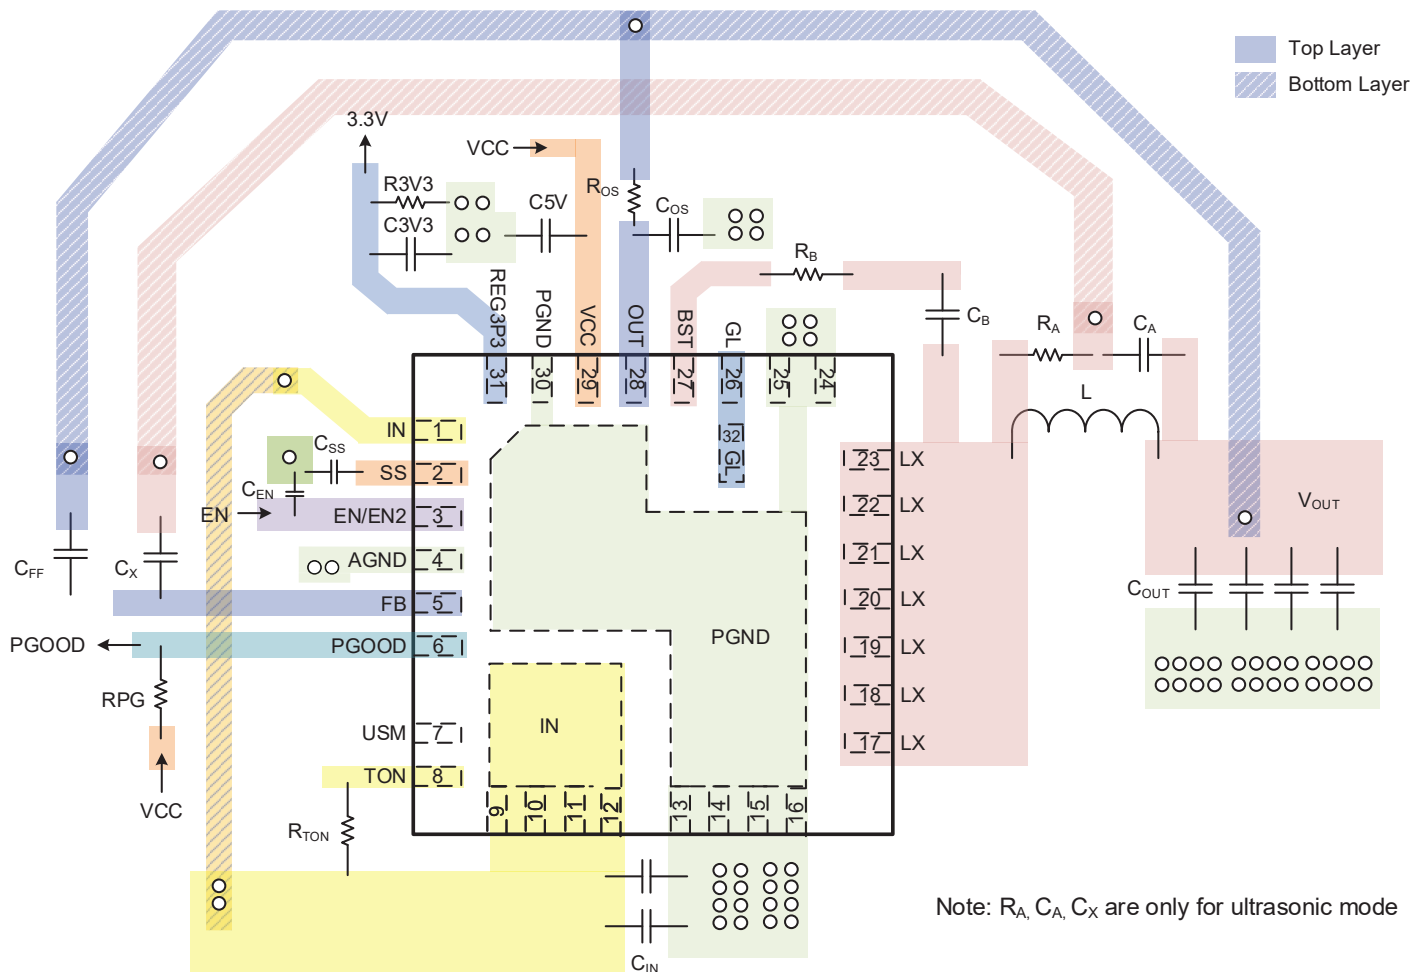 Top Layer
Bottom Layer
3.3V
VCC
R3V3
C5V
C3V3
ROS
COS
RB
CB
RA
CA
L
REG3P3
PGND
VCC
OUT
BST
GL
31
30
29
28
27
26
25
24
32
GL
IN
1
CSS
SS
2
CEN
EN
EN/EN2
3
AGND
4
CFF
CX
FB
5
PGOOD
PGOOD
6
RPG
USM
7
VCC
TON
8
RTON
IN
PGND
9
10
11
12
13
14
15
16
23
LX
22
LX
21
LX
20
LX
19
LX
18
LX
17
LX
VOUT
COUT
CIN
Note: RA, CA, CX are only for ultrasonic mode